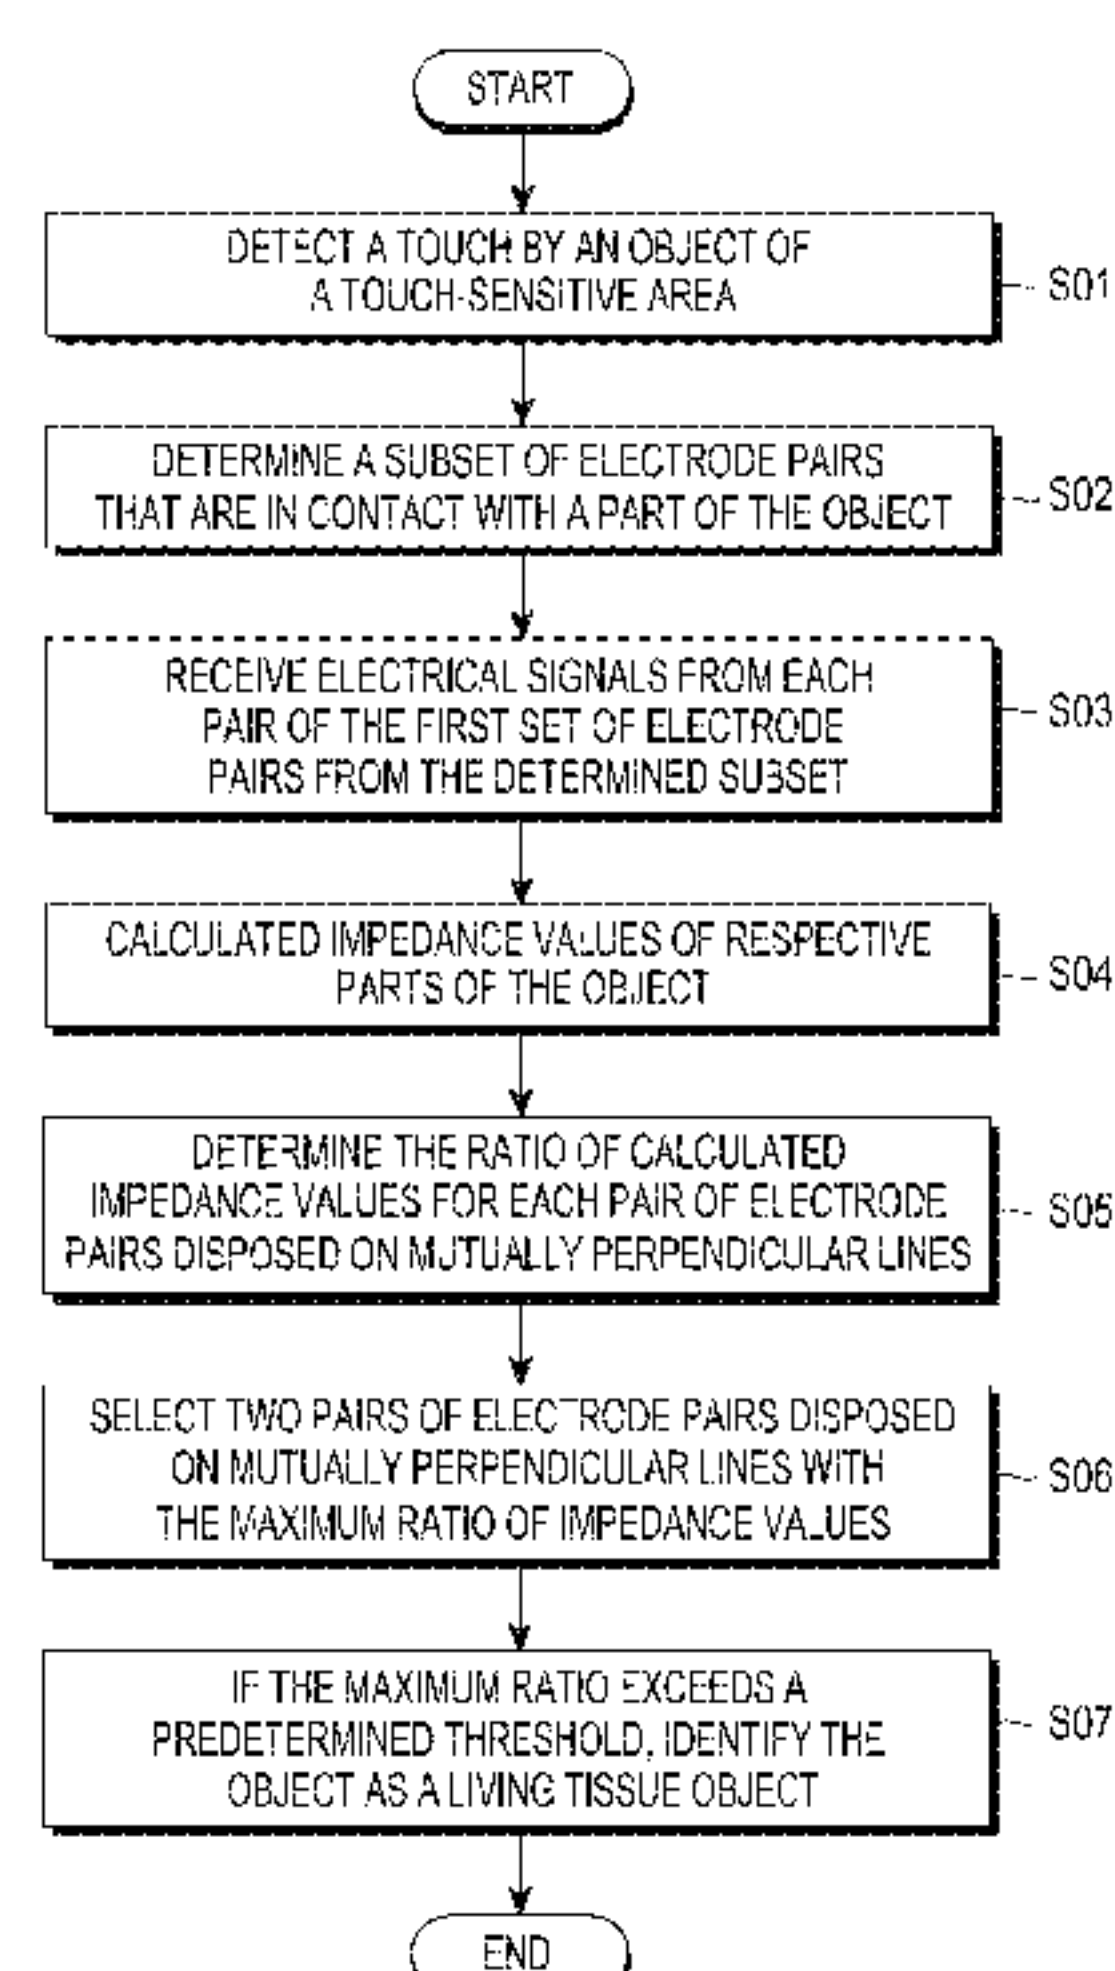 START
DETECT A TOUCH BY AN OBJECT OF
A TOUCH-SENSITIVE AREA
S01
DETERMINE A SUBSET OF ELECTRODE PAIRS
THAT ARE IN CONTACT WITH A PART OF THE OBJECT
S02
RECEIVE ELECTRICAL SIGNALS FROM EACH
PAIR OF THE FIRST SET OF ELECTRODE
PAIRS FROM THE DETERMINED SUBSET
S03
CALCULATED IMPEDANCE VALUES OF RESPECTIVE
PARTS OF THE OBJECT
S04
DETERMINE THE RATIO OF CALCULATED
IMPEDANCE VALUES FOR EACH PAIR OF ELECTRODE
PAIRS DISPOSED ON MUTUALLY PERPENDICULAR LINES
S05
SELECT TWO PAIRS OF ELECTRODE PAIRS DISPOSED
ON MUTUALLY PERPENDICULAR LINES WITH
THE MAXIMUM RATIO OF IMPEDANCE VALUES
S06
IF THE MAXIMUM RATIO EXCEEDS A
PREDETERMINED THRESHOLD, IDENTIFY THE
OBJECT AS A LIVING TISSUE OBJECT
S07
END